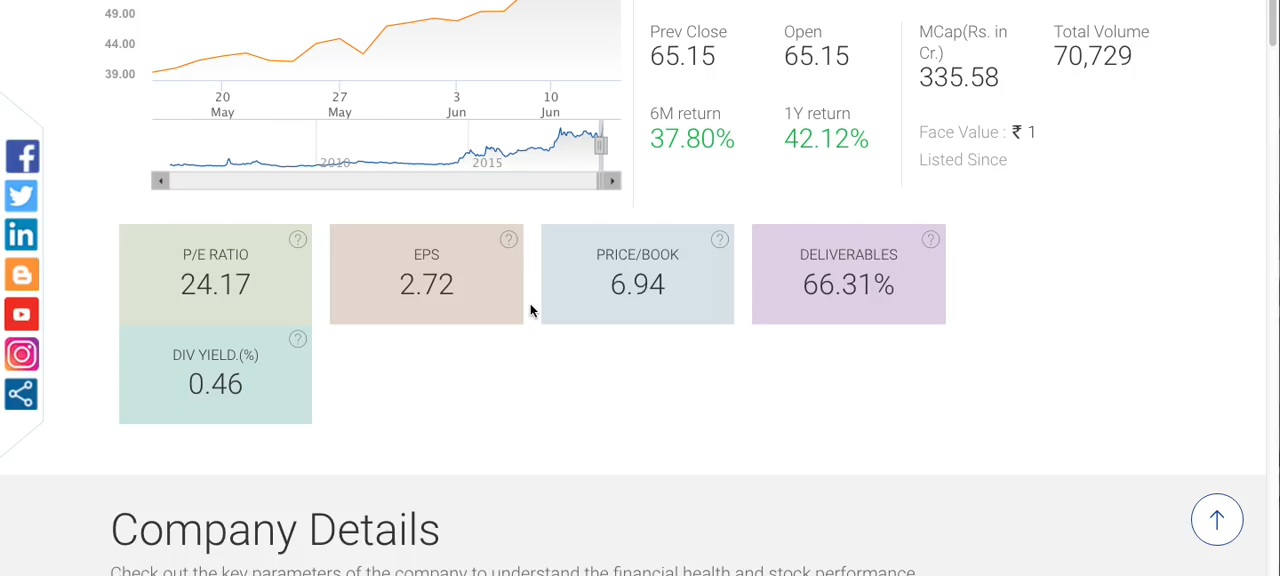 49.00
44.00
39.00
20 May
27 May
3 Jun
10 Jun
2010
2015
Prev Close
65.15
Open
65.15
MCap(Rs. in Cr.)
335.58
Total Volume
70,729
6M return
37.80%
1Y return
42.12%
Face Value : ₹ 1
Listed Since
P/E RATIO
24.17
EPS
2.72
PRICE/BOOK
6.94
DELIVERABLES
66.31%
DIV YIELD.(%)
0.46
Company Details
Check out the key parameters of the company to understand the financial health and stock performance